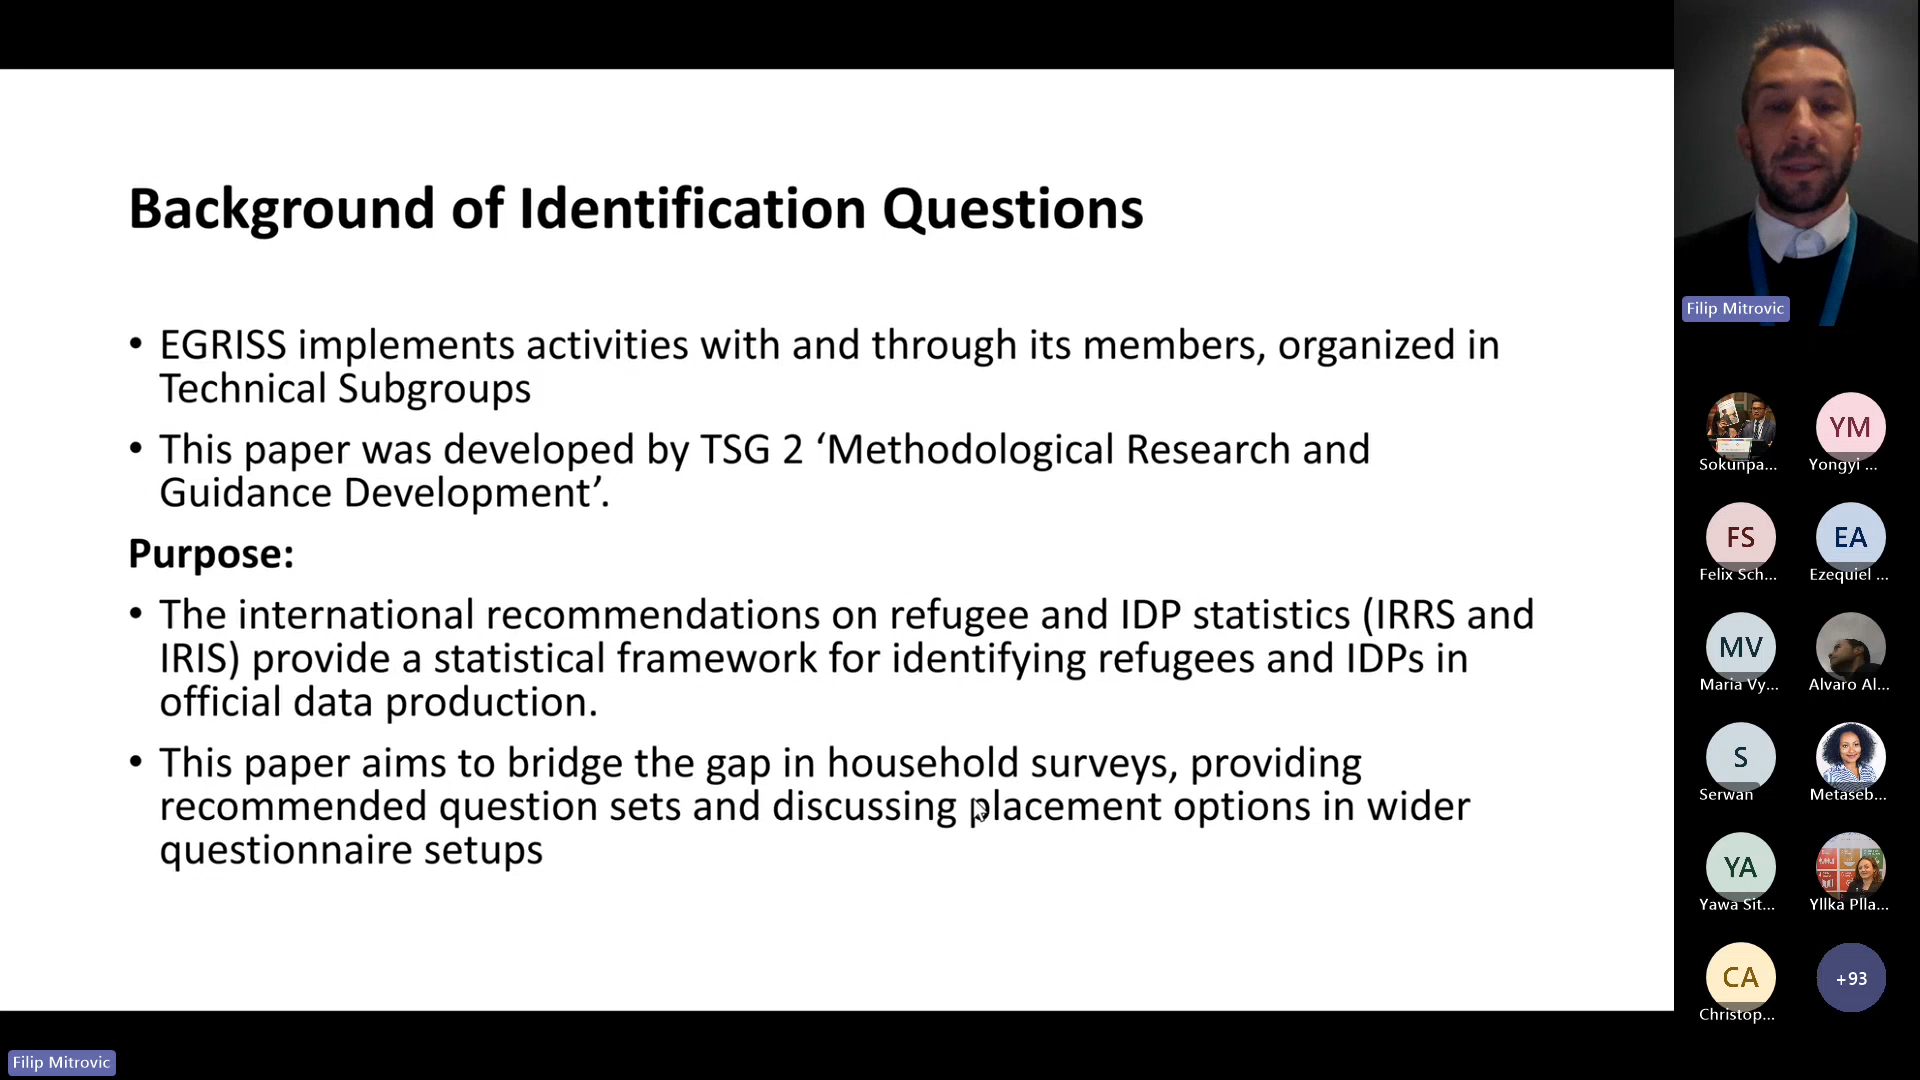 Background of Identification Questions
• EGRISS implements activities with and through its members, organized in
Technical Subgroups
• This paper was developed by TSG 2 ‘Methodological Research and
Guidance Development’.
Purpose:
• The international recommendations on refugee and IDP statistics (IRRS and
IRIS) provide a statistical framework for identifying refugees and IDPs in
official data production.
• This paper aims to bridge the gap in household surveys, providing
recommended question sets and discussing placement options in wider
questionnaire setups
Filip Mitrovic
Sokunpa...
YM
Yongyi ...
FS
Felix Sch...
EA
Ezequiel ...
MV
Maria Vy...
Alvaro Al...
S
Serwan
Metaseb...
YA
Yawa Sit...
Yllka Plla...
CA
Christop...
+93
Filip Mitrovic